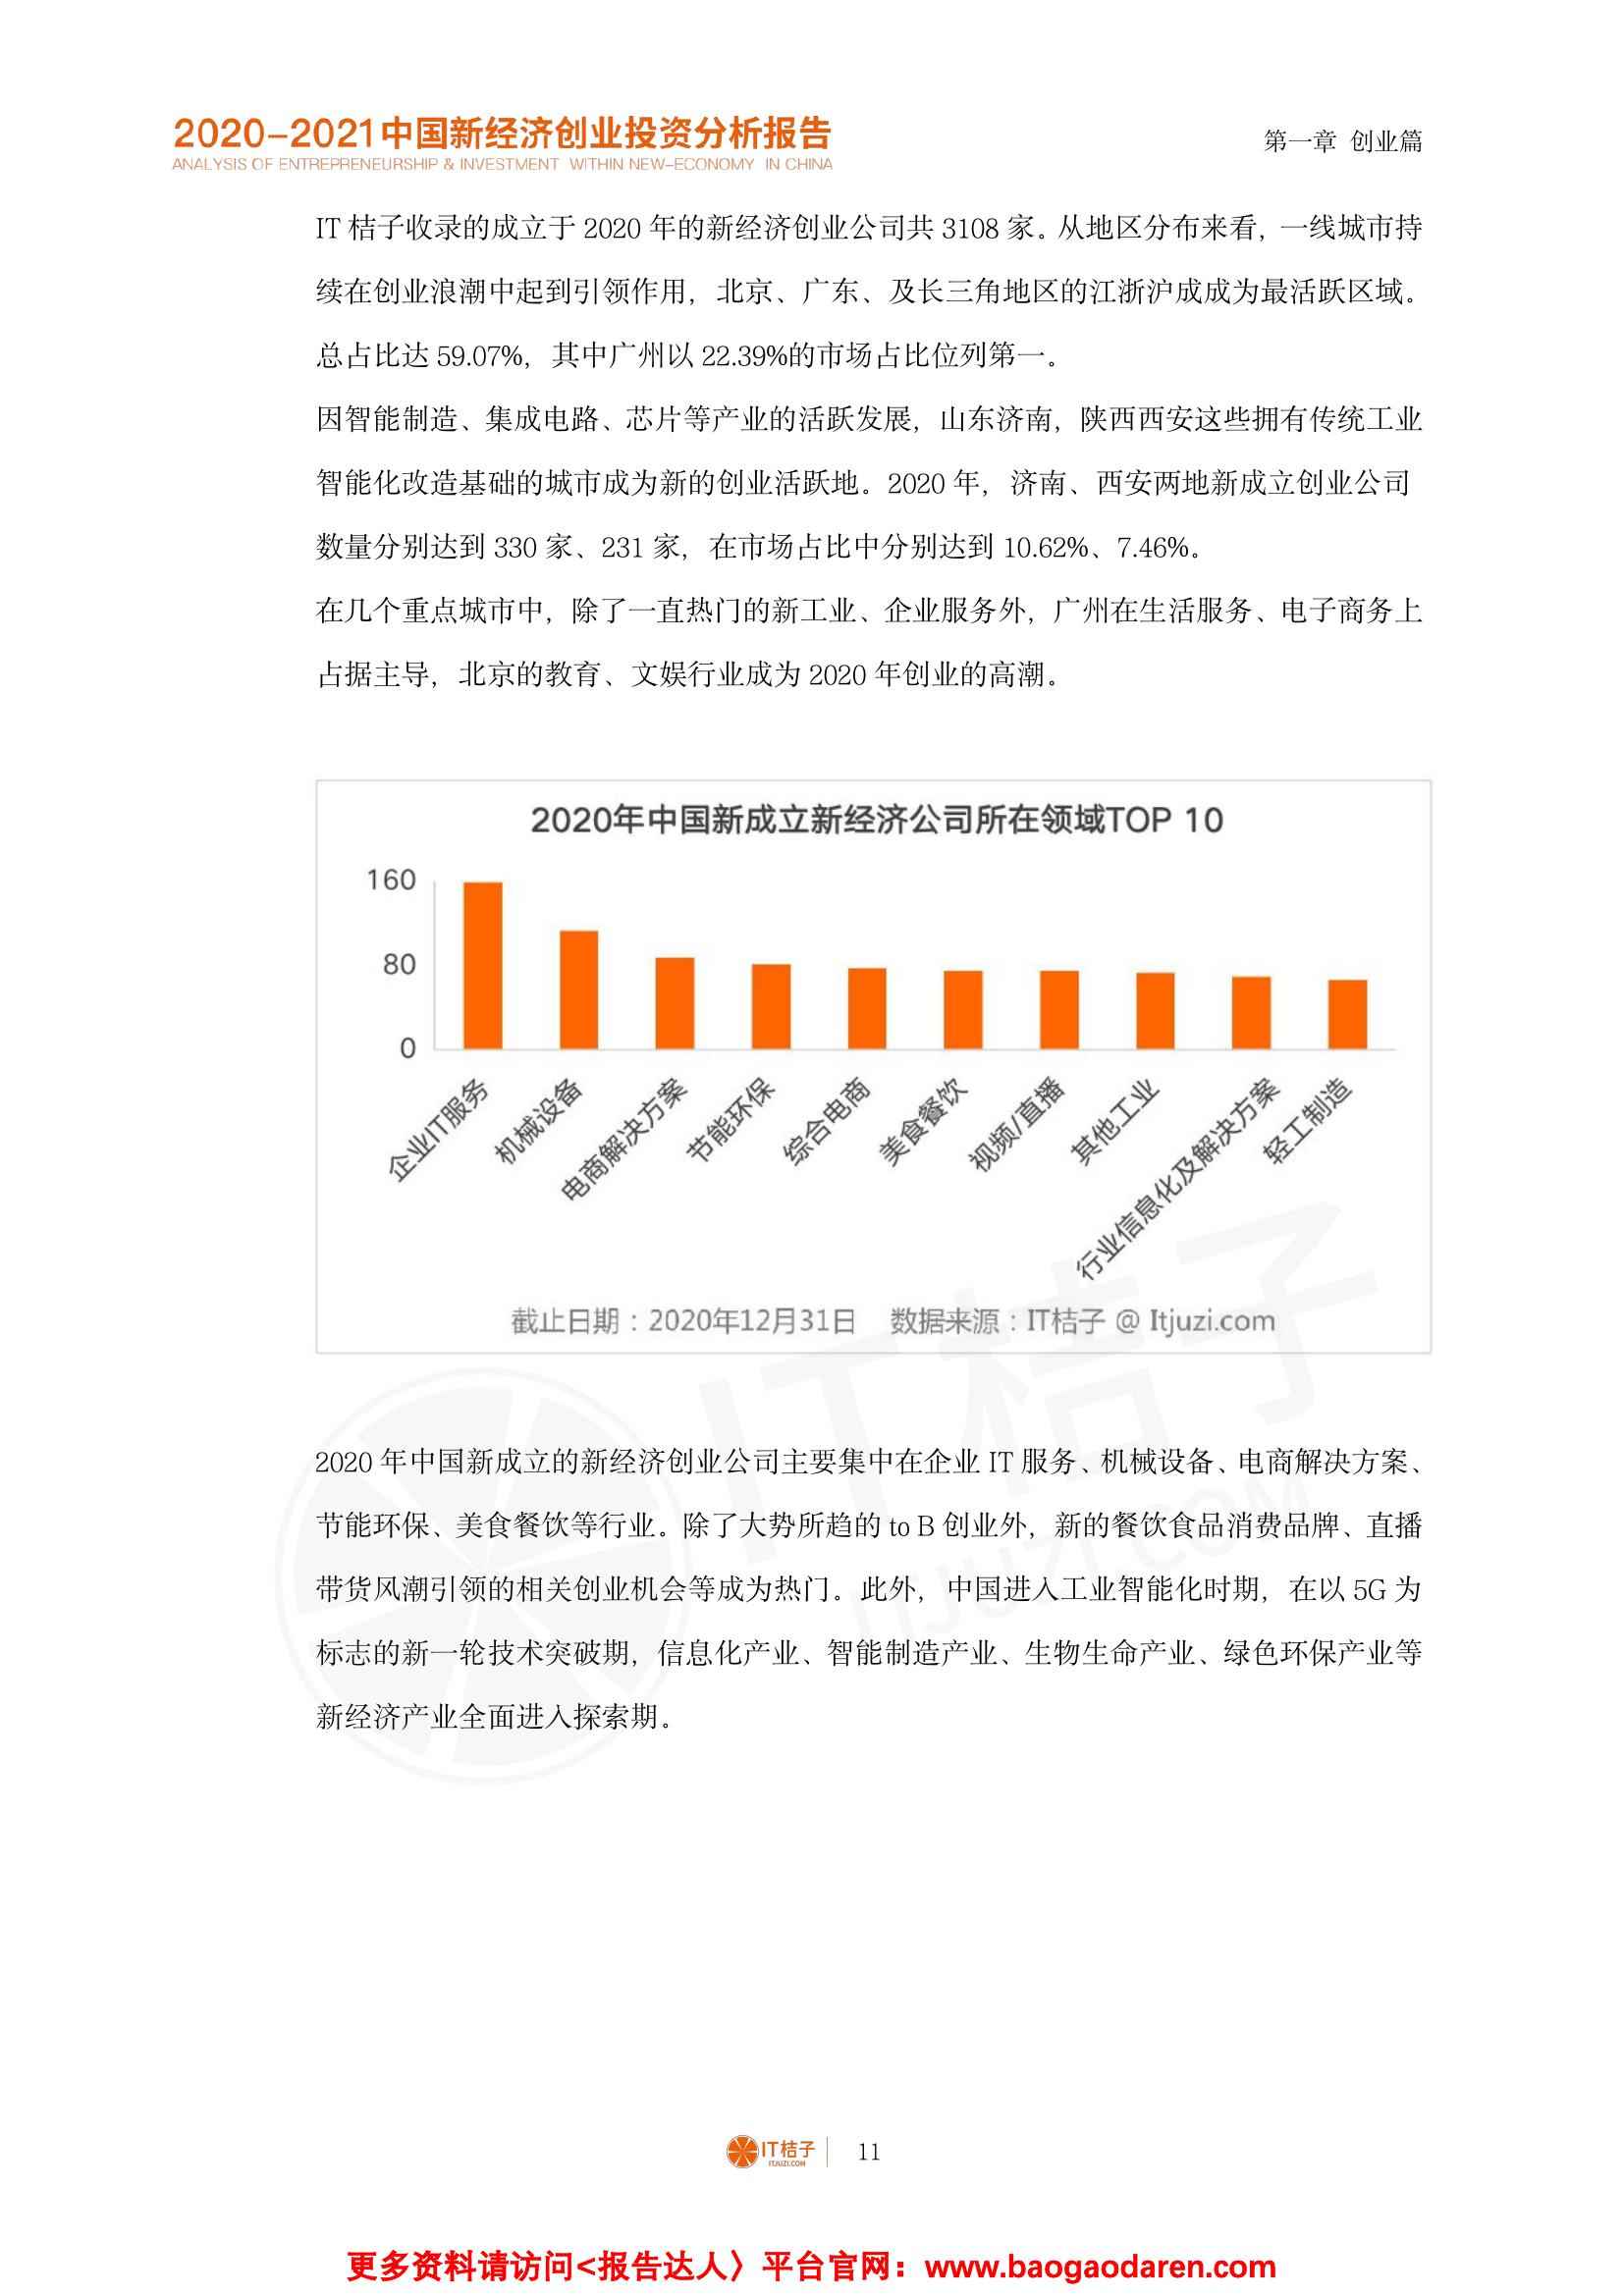 2020-2021中国新经济创业投资分析报告
ANALYSIS OF ENTREPRENEURSHIP & INVESTMENT WITHIN NEW-ECONOMY IN CHINA
第一章 创业篇
IT 桔子收录的成立于 2020 年的新经济创业公司共 3108 家。从地区分布来看，一线城市持
续在创业浪潮中起到引领作用，北京、广东、及长三角地区的江浙沪成成为最活跃区域。
总占比达 59.07%，其中广州以 22.39%的市场占比位列第一。
因智能制造、集成电路、芯片等产业的活跃发展，山东济南，陕西西安这些拥有传统工业
智能化改造基础的城市成为新的创业活跃地。2020 年，济南、西安两地新成立创业公司
数量分别达到 330 家、231 家，在市场占比中分别达到 10.62%、7.46%。
在几个重点城市中，除了一直热门的新工业、企业服务外，广州在生活服务、电子商务上
占据主导，北京的教育、文娱行业成为 2020 年创业的高潮。
2020年中国新成立新经济公司所在领域TOP 10
160
80
0
企业IT服务
机械设备
电商解决方案
节能环保
综合电商
美食餐饮
视频/直播
其他工业
行业信息化及解决方案
轻工制造
截止日期：2020年12月31日 数据来源：IT桔子 @ Itjuzi.com
IT桔子
ITJUZI.COM
2020 年中国新成立的新经济创业公司主要集中在企业 IT 服务、机械设备、电商解决方案、
节能环保、美食餐饮等行业。除了大势所趋的 to B 创业外，新的餐饮食品消费品牌、直播
带货风潮引领的相关创业机会等成为热门。此外，中国进入工业智能化时期，在以 5G 为
标志的新一轮技术突破期，信息化产业、智能制造产业、生物生命产业、绿色环保产业等
新经济产业全面进入探索期。
IT桔子
ITJUZI.COM
11
更多资料请访问<报告达人〉平台官网：www.baogaodaren.com